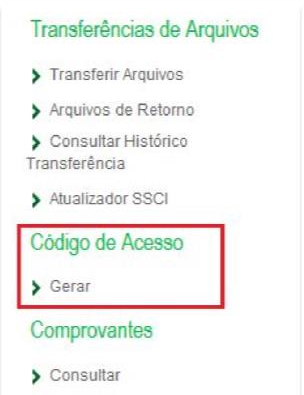 Transferências de Arquivos
Transferir Arquivos
Arquivos de Retorno
Consultar Histórico
Transferência
Atualizador SSCI
Código de Acesso
Gerar
Comprovantes
Consultar